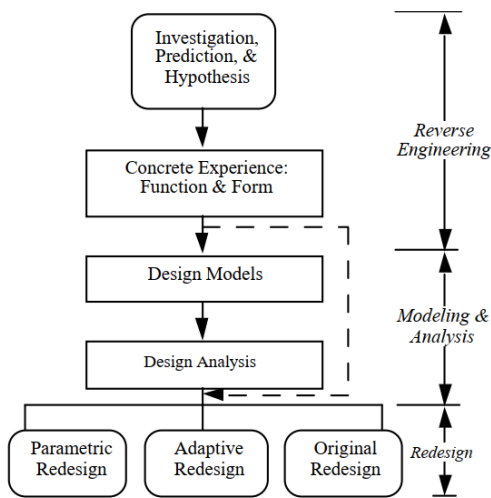 Investigation,
Prediction, &
Hypothesis
Reverse
Engineering
Concrete Experience:
Function & Form
Design Models
Modeling &
Analysis
Design Analysis
Parametric
Redesign
Adaptive
Redesign
Original
Redesign
Redesign